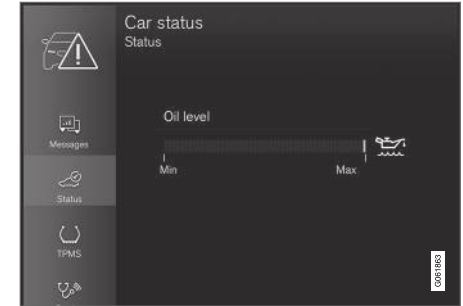 Car status
Status
Oil level
Min Max
Messages
Status
TPMS
G061863